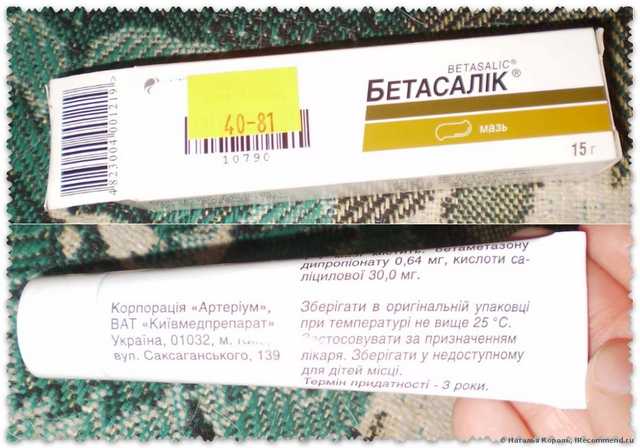 BETASALIC®
БЕТАСАЛІК®
мазь
15 г
40-81
10790
4823004001219
бетаметазону
дипропіонату 0,64 мг, кислоти са-
ліцилової 30,0 мг.
Корпорація «Артеріум»,
ВАТ «Київмедпрепарат»
Україна, 01032, м.
вул. Саксаганського, 139
Зберігати в оригінальній упаковці
при температурі не вище 25 °С.
Застосовувати за призначенням
лікаря. Зберігати у недоступному
для дітей місці.
Термін придатності - 3 роки.
© Наталья Король, IRecommend.ru